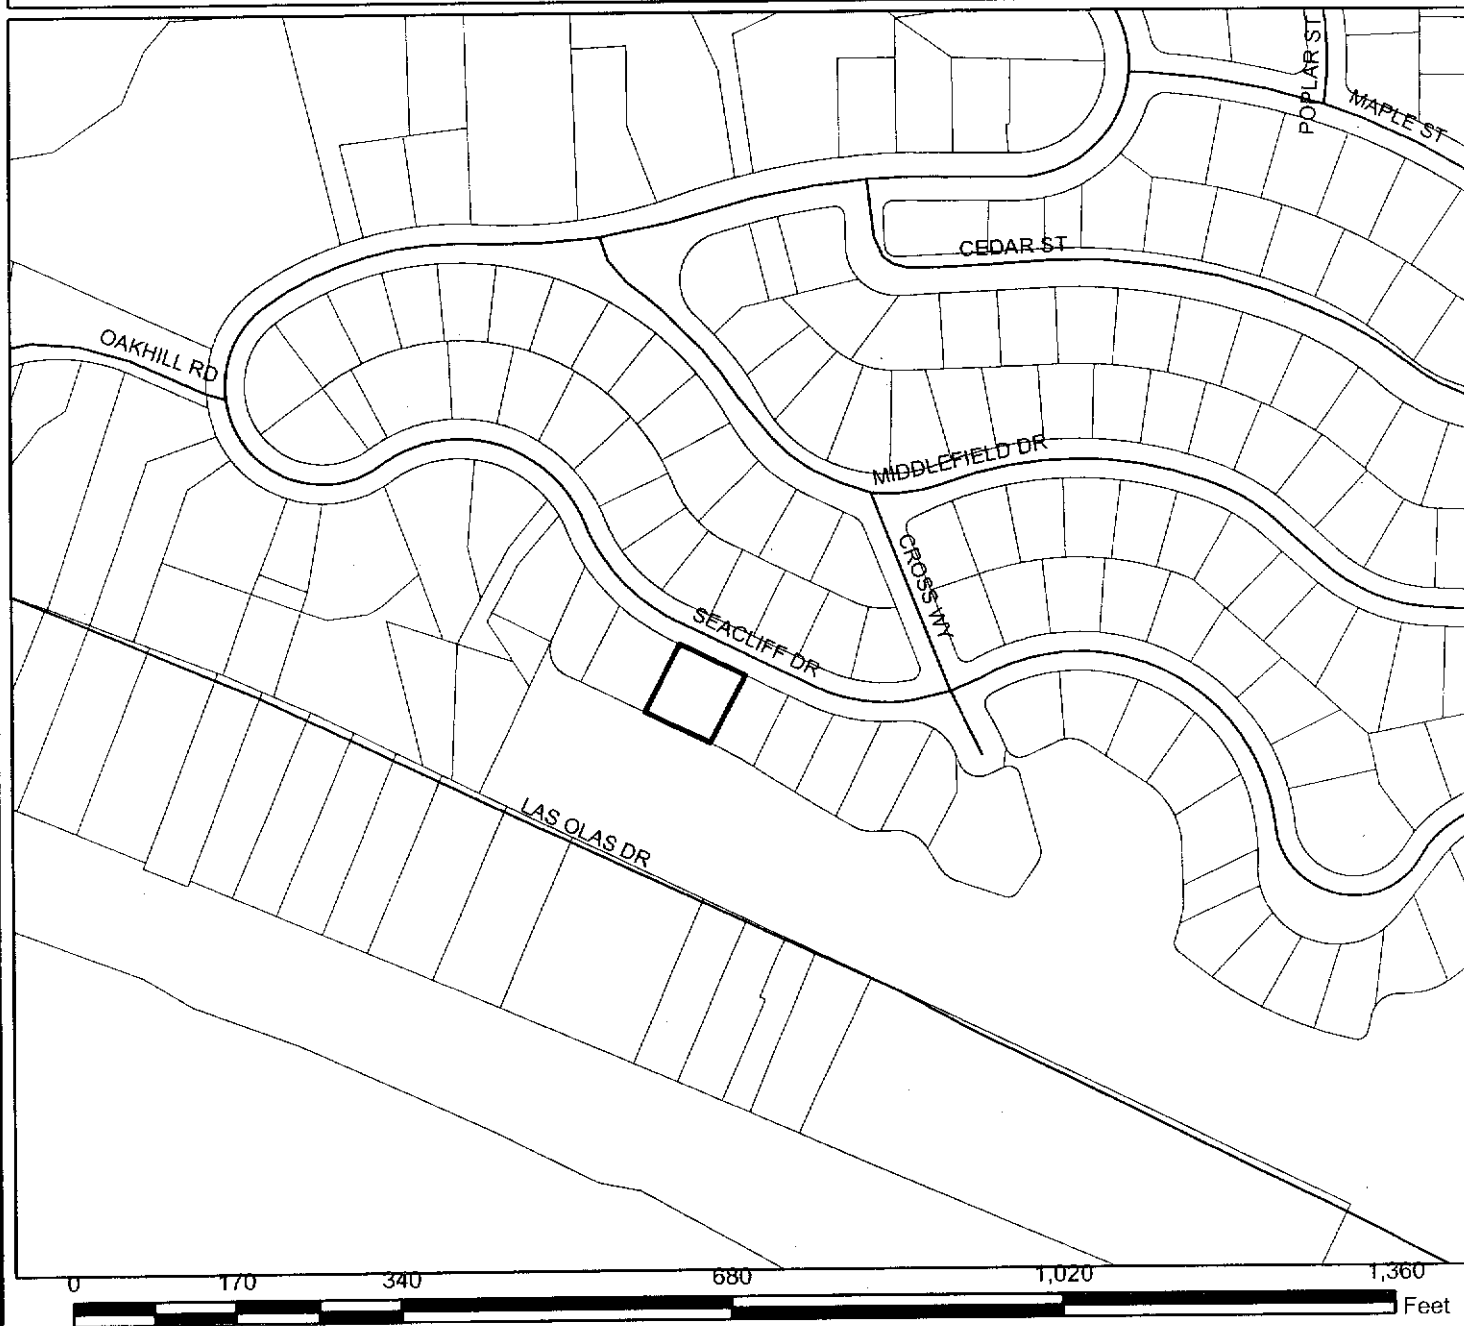 POPLAR ST
MAPLE ST
CEDAR ST
OAKHILL RD
MIDDLEFIELD DR
CROSS WY
SEACLIFF DR
LAS OLAS DR
0 170 340 680 1,020 1,360
Feet